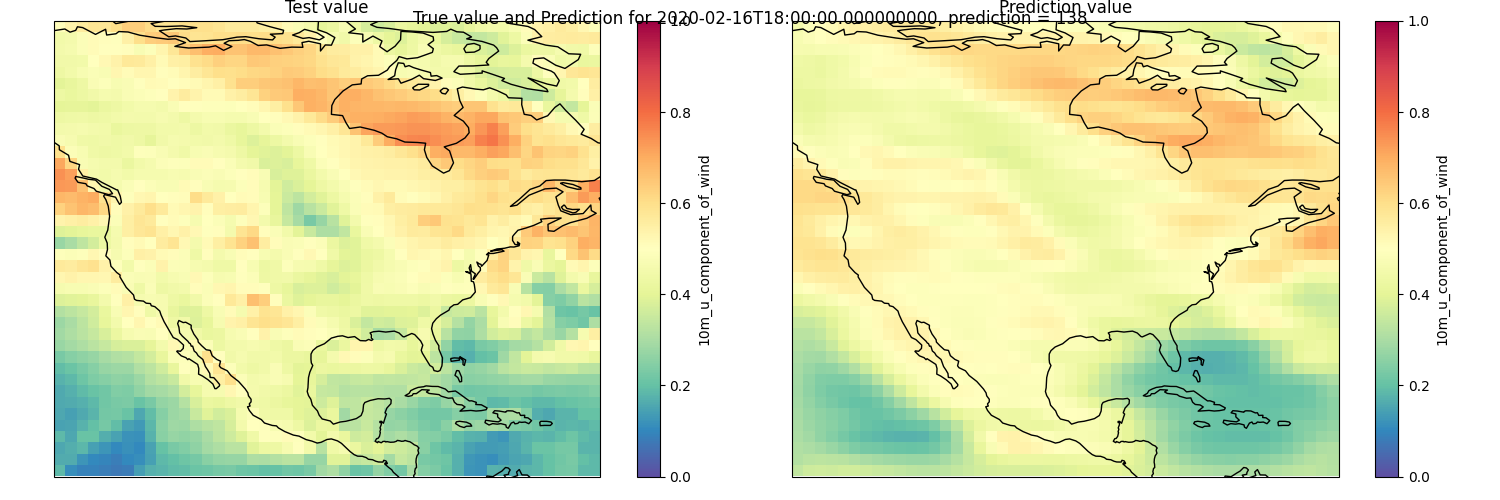 True value and Prediction for 2020-02-16T18:00:00.000000000, prediction = 138
Test value
1.0
0.8
0.6
0.4
0.2
0.0
10m_u_component_of_wind
Prediction value
1.0
0.8
0.6
0.4
0.2
0.0
10m_u_component_of_wind